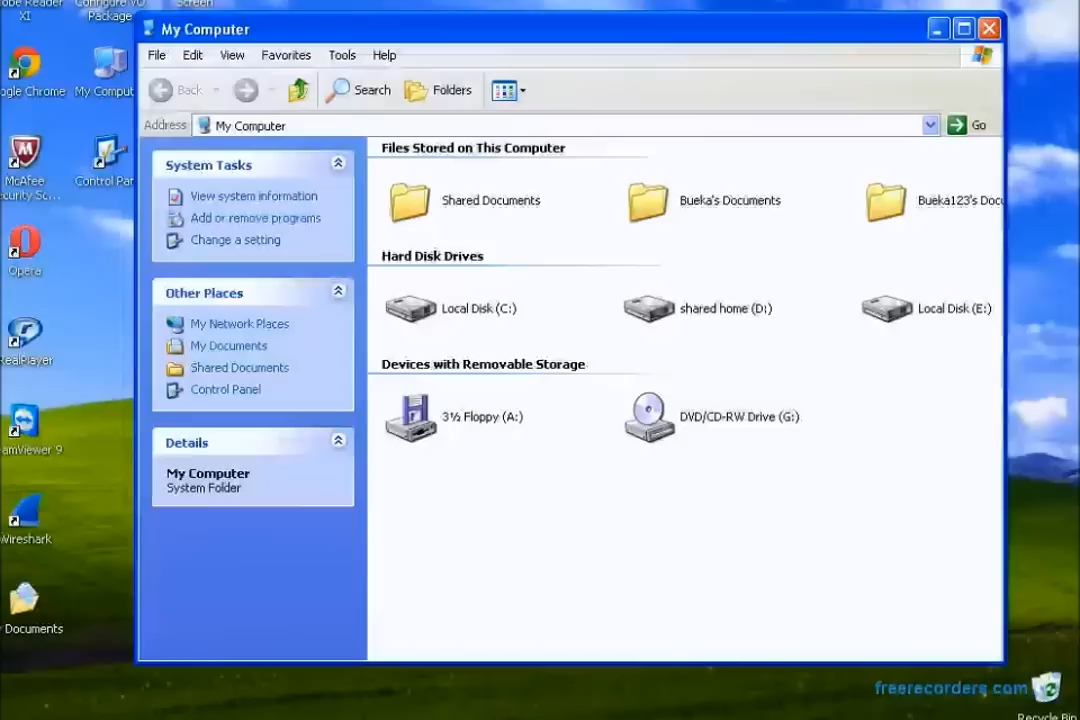 obe Reader
XI
Configure VO
Package
Screen
ogle Chrome
My Comput
McAfee
curity Sc...
Control Par
Opera
RealPlayer
amViewer 9
Wireshark
Documents
My Computer
File Edit View Favorites Tools Help
Back Search Folders
Address My Computer Go
System Tasks
View system information
Add or remove programs
Change a setting
Other Places
My Network Places
My Documents
Shared Documents
Control Panel
Details
My Computer
System Folder
Files Stored on This Computer
Shared Documents Bueka's Documents Bueka123's Docu
Hard Disk Drives
Local Disk (C:) shared home (D:) Local Disk (E:)
Devices with Removable Storage
3½ Floppy (A:) DVD/CD-RW Drive (G:)
freerecorders.com
Recycle Bin